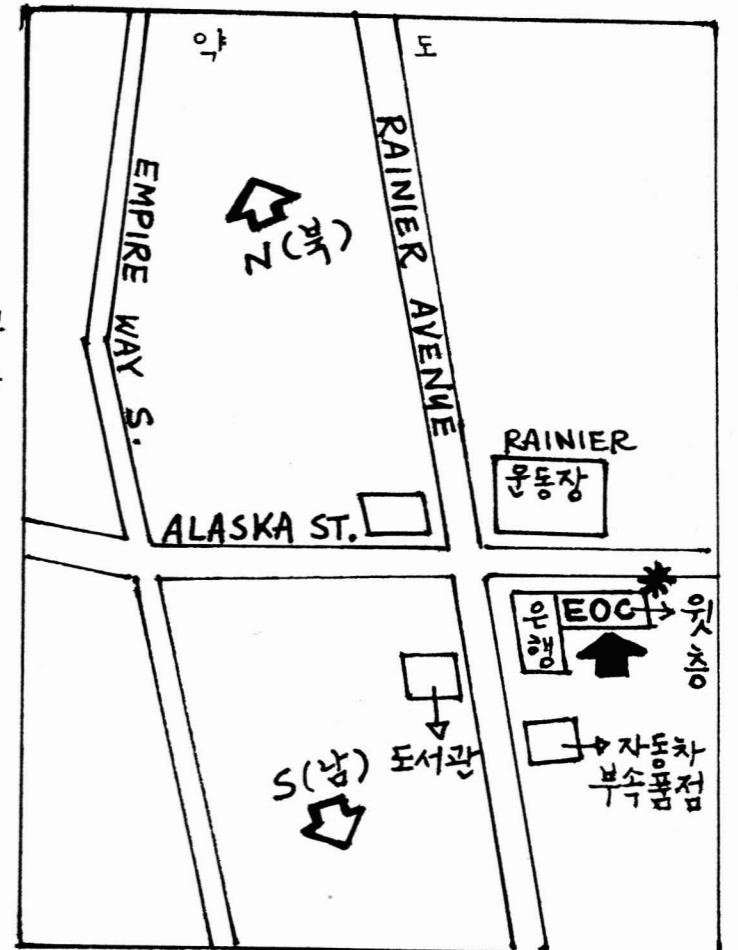 약 도
N(북)
EMPIRE WAY S.
RAINIER AVENUE
RAINIER
운동장
ALASKA ST.
은행
EOC
윗층
도서관
자동차
부속품점
S(남)